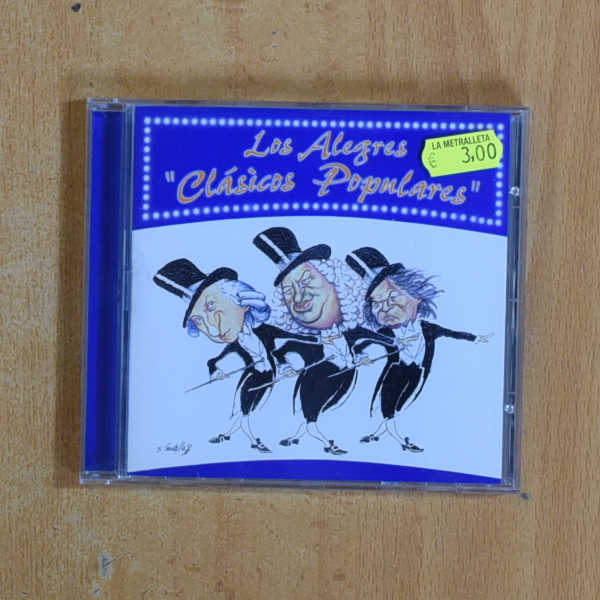 Los Alegres
"Clásicos Populares"
LA METRALLETA
€ 3,00